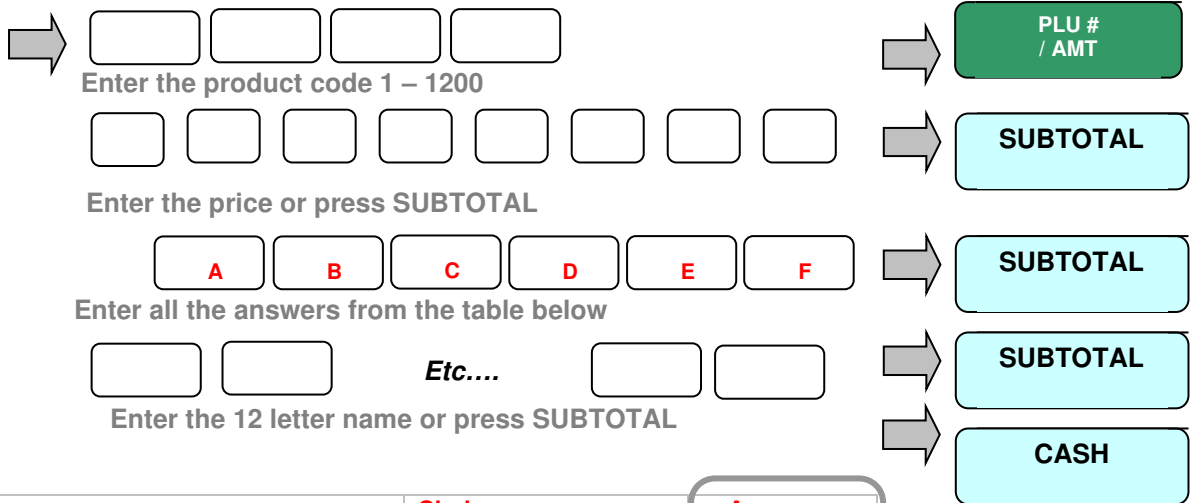 PLU #
/ AMT
Enter the product code 1 – 1200
SUBTOTAL
Enter the price or press SUBTOTAL
A B C D E F
SUBTOTAL
Enter all the answers from the table below
Etc….
SUBTOTAL
Enter the 12 letter name or press SUBTOTAL
CASH